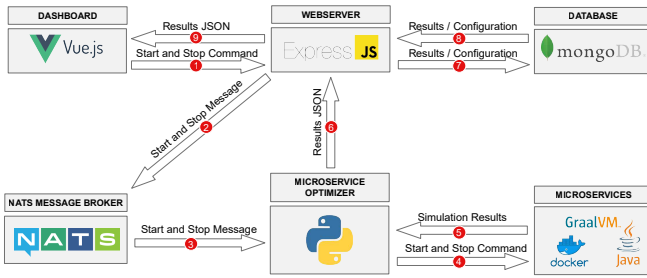 DASHBOARD
WEBSERVER
DATABASE
Results JSON
9
Vue.js
Start and Stop Command
1
Express JS
Results / Configuration
8
Results / Configuration
7
mongoDB.
Start and Stop Message
2
Results JSON
6
NATS MESSAGE BROKER
MICROSERVICE
OPTIMIZER
MICROSERVICES
NATS
Start and Stop Message
3
Simulation Results
5
Start and Stop Command
4
GraalVM.
docker
Java